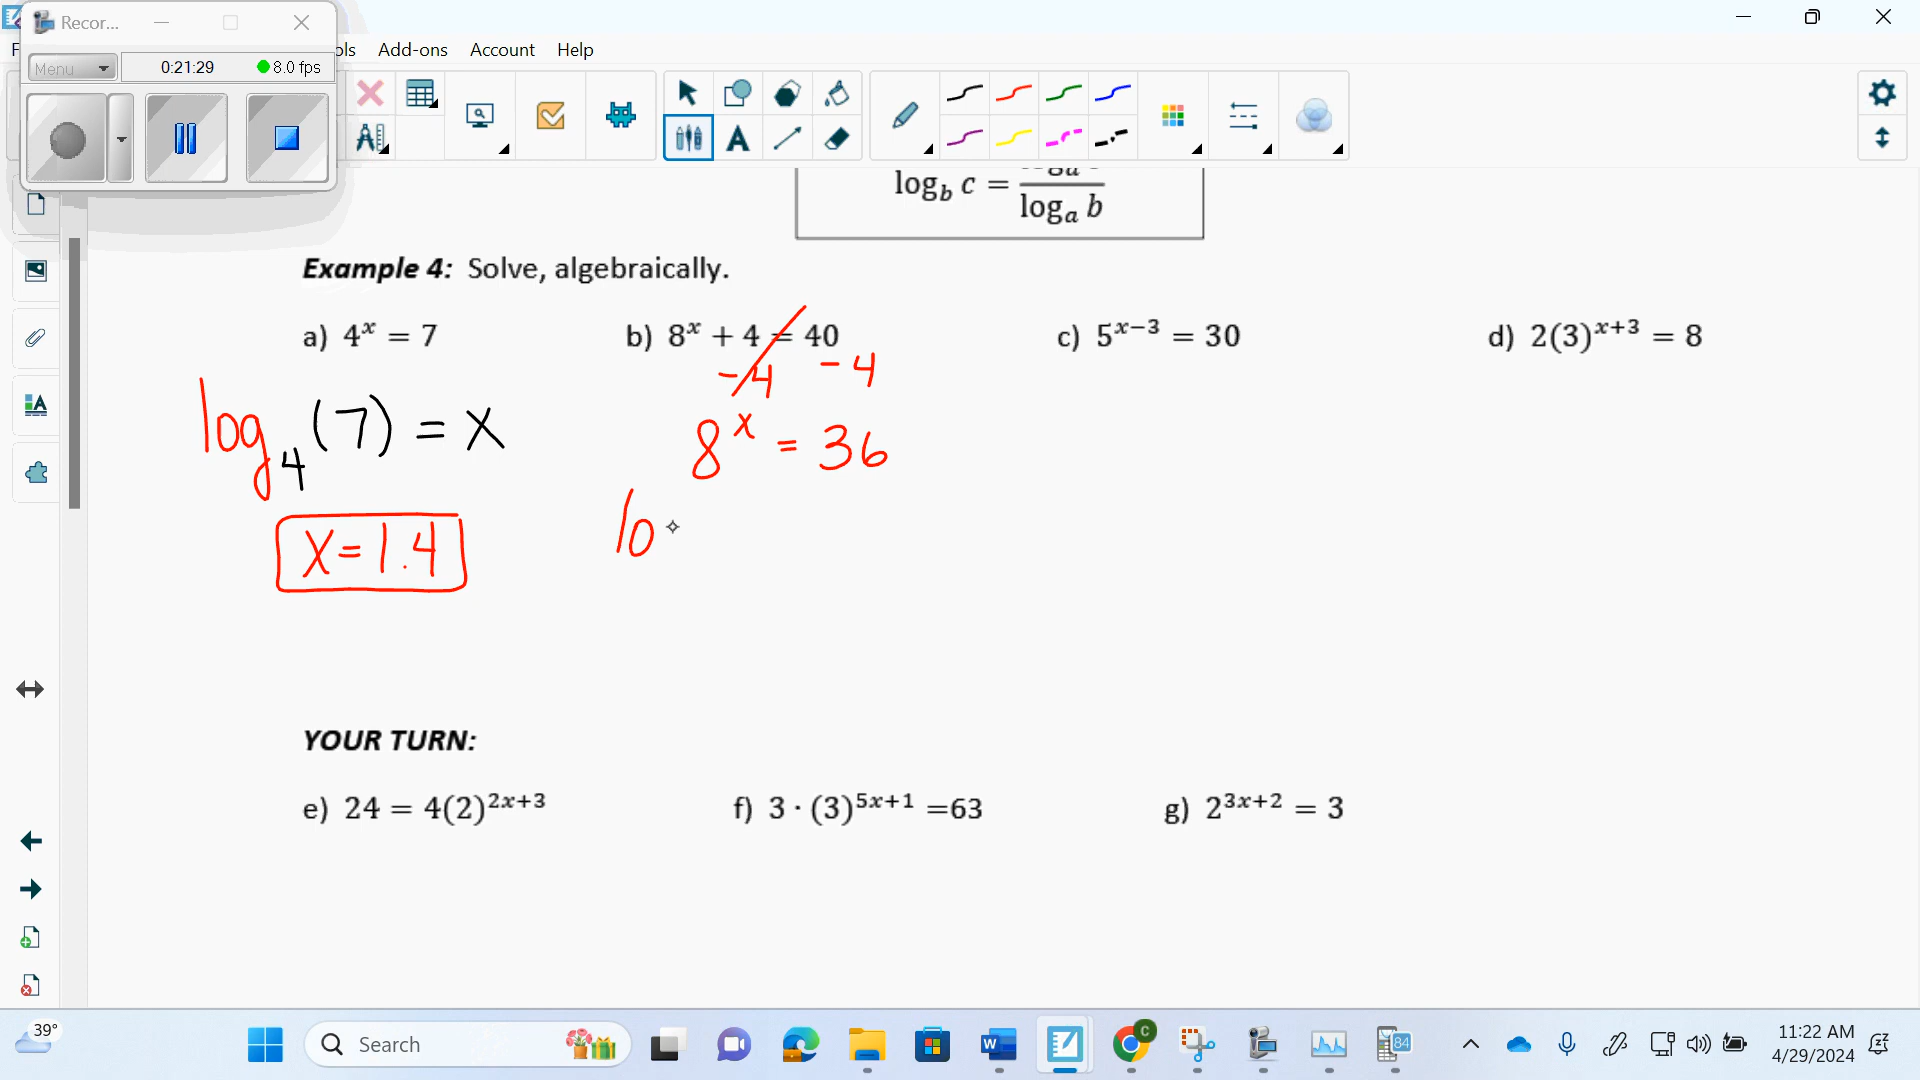 Recor...
Menu 0:21:29 8.0 fps
ols Add-ons Account Help
log_b c = / log_a b
Example 4: Solve, algebraically.
a) 4^x = 7 b) 8^x + 4 = 40 c) 5^{x−3} = 30 d) 2(3)^{x+3} = 8
-4 -4
log_4 (7) = x 8^x = 36
x = 1.4 lo
YOUR TURN:
e) 24 = 4(2)^{2x+3} f) 3 · (3)^{5x+1} =63 g) 2^{3x+2} = 3
39° Search 84 11:22 AM
4/29/2024